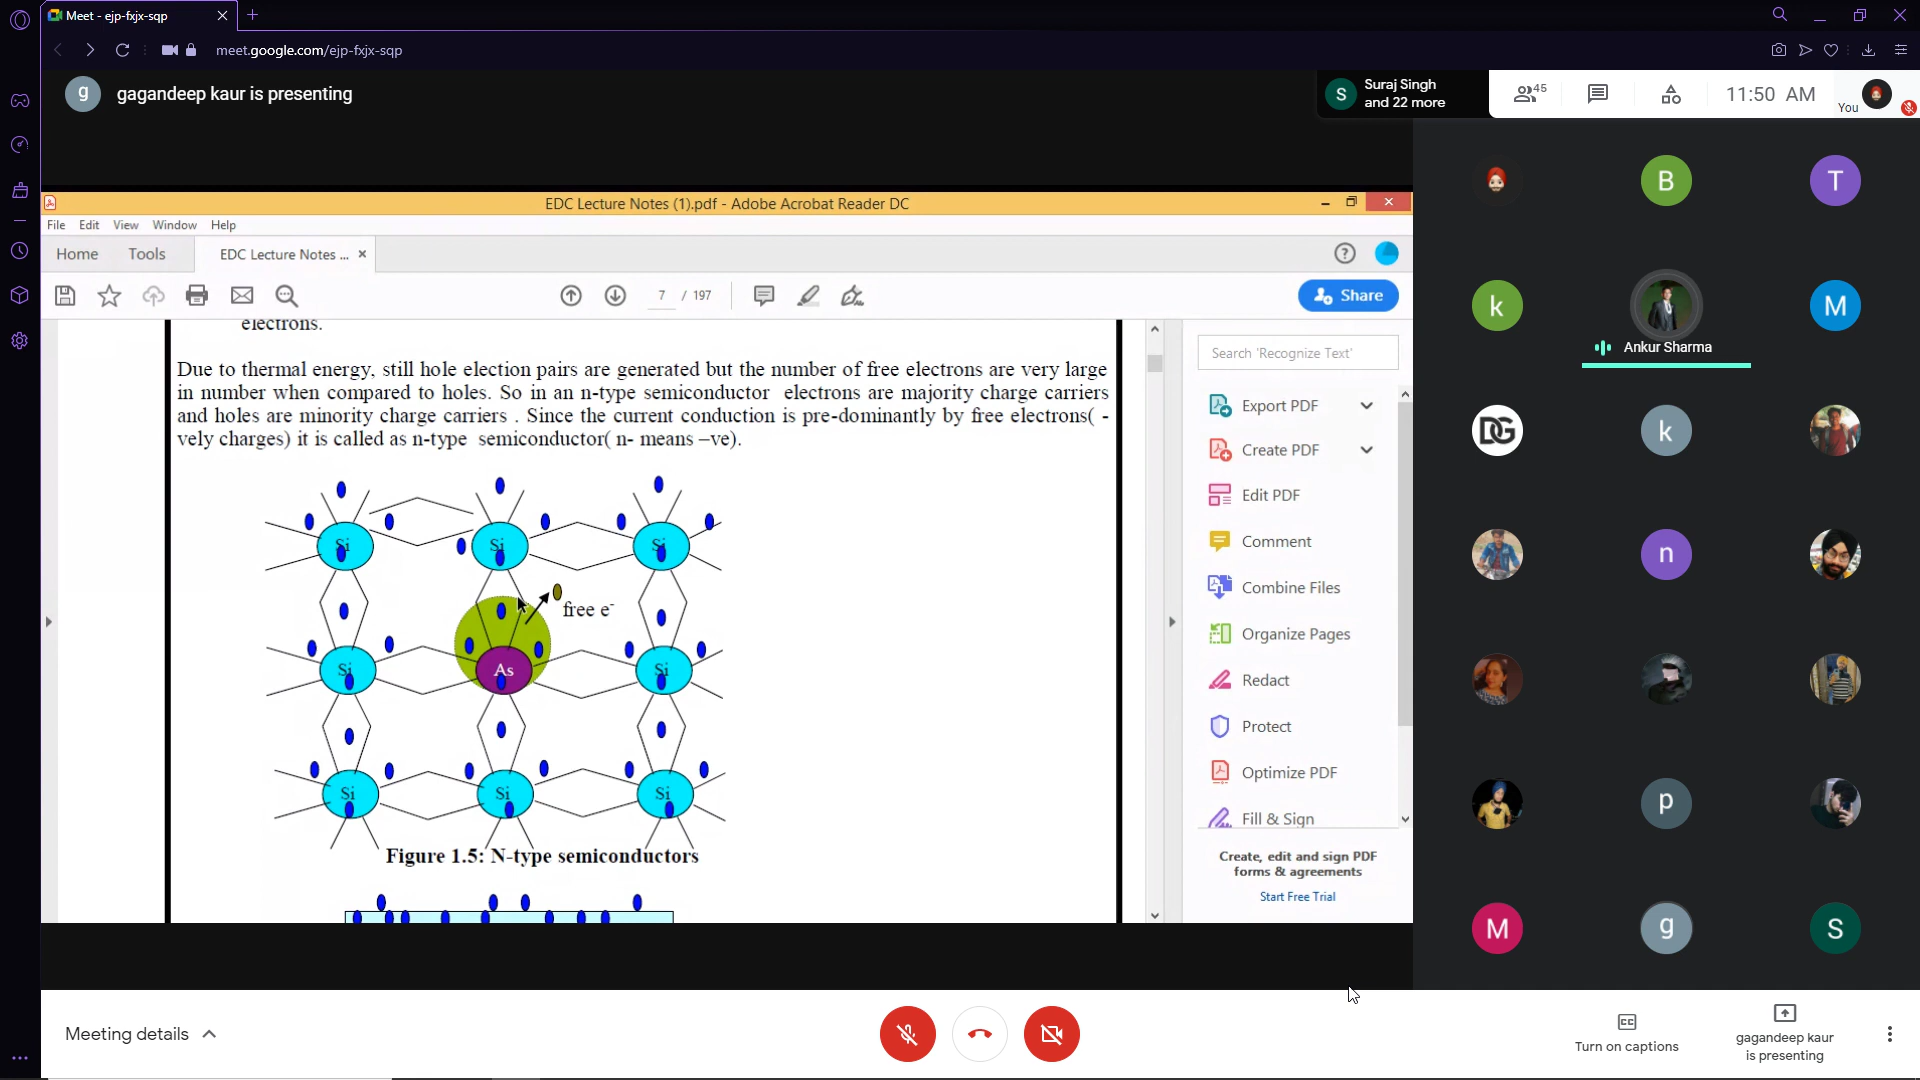 Meet - ejp-fxjx-sqp
meet.google.com/ejp-fxjx-sqp
g
gagandeep kaur is presenting
S
Suraj Singh
and 22 more
45
11:50 AM
You
EDC Lecture Notes (1).pdf - Adobe Acrobat Reader DC
File Edit View Window Help
Home Tools EDC Lecture Notes ...
7 / 197
Share
electrons.
Due to thermal energy, still hole election pairs are generated but the number of free electrons are very large
in number when compared to holes. So in an n-type semiconductor electrons are majority charge carriers
and holes are minority charge carriers . Since the current conduction is pre-dominantly by free electrons( -
vely charges) it is called as n-type semiconductor( n- means –ve).
Si Si Si
free e-
Si As Si
Si Si Si
Figure 1.5: N-type semiconductors
Search 'Recognize Text'
Export PDF
Create PDF
Edit PDF
Comment
Combine Files
Organize Pages
Redact
Protect
Optimize PDF
Fill & Sign
Create, edit and sign PDF
forms & agreements
Start Free Trial
B T
k M
Ankur Sharma
DG k
n
p
M g S
Meeting details
CC
Turn on captions
gagandeep kaur
is presenting